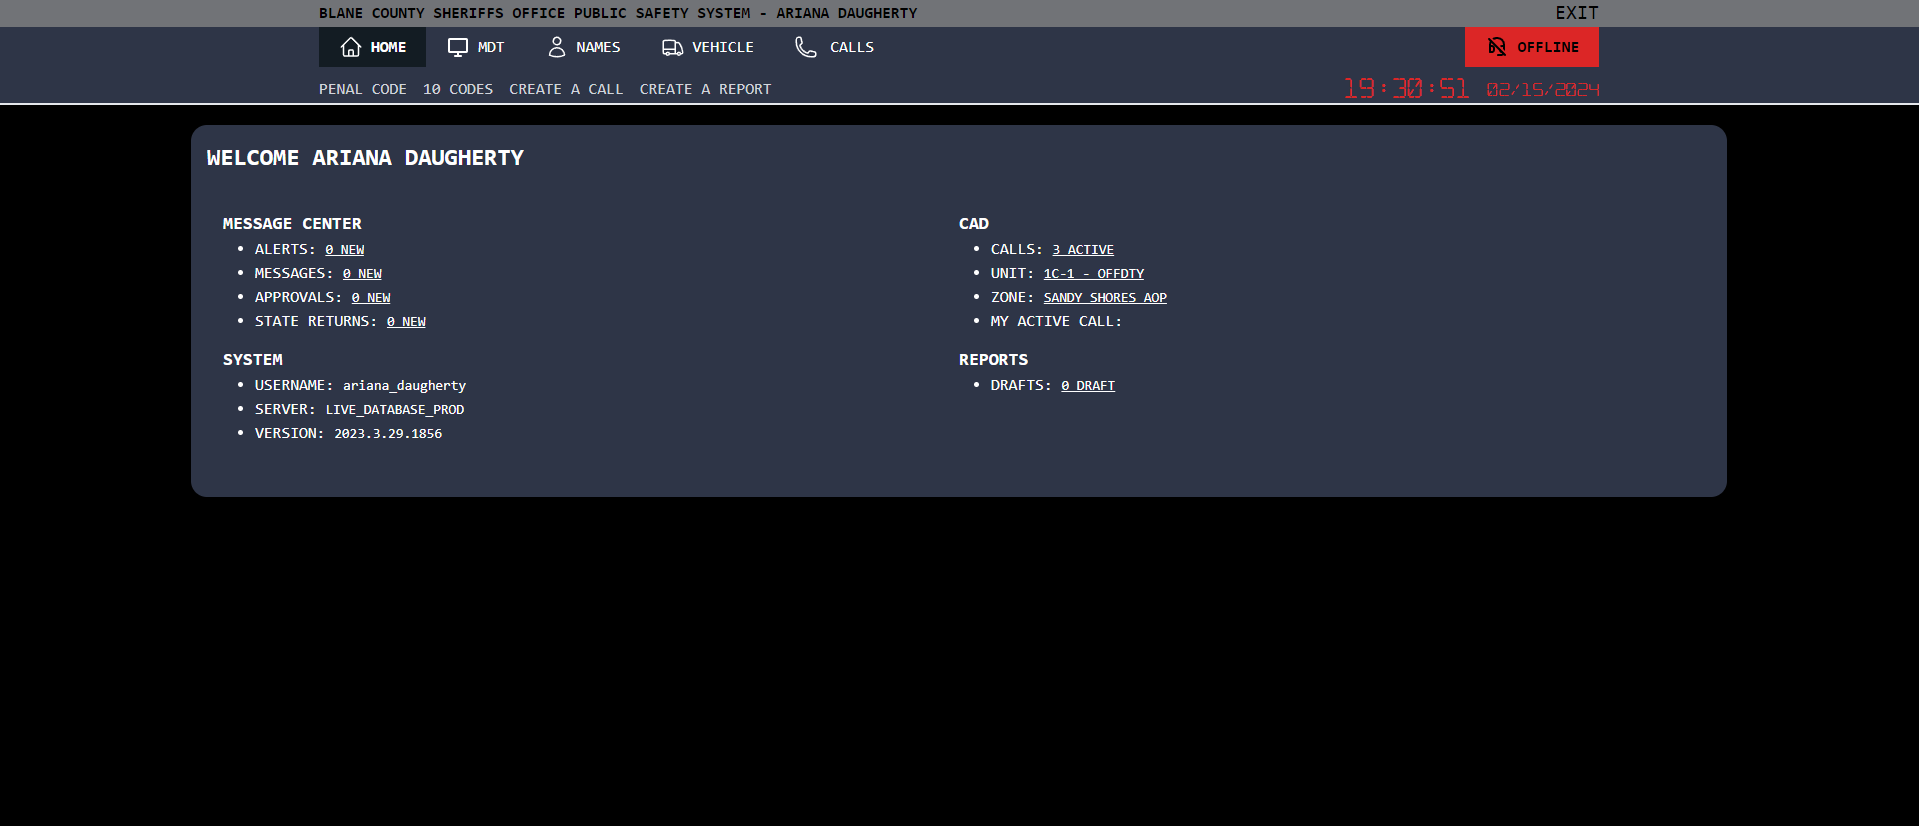 BLANE COUNTY SHERIFFS OFFICE PUBLIC SAFETY SYSTEM - ARIANA DAUGHERTY EXIT
HOME MDT NAMES VEHICLE CALLS OFFLINE
PENAL CODE 10 CODES CREATE A CALL CREATE A REPORT 19:30:51 02/15/2024
WELCOME ARIANA DAUGHERTY
MESSAGE CENTER
ALERTS: 0 NEW
MESSAGES: 0 NEW
APPROVALS: 0 NEW
STATE RETURNS: 0 NEW
SYSTEM
USERNAME: ariana_daugherty
SERVER: LIVE_DATABASE_PROD
VERSION: 2023.3.29.1856
CAD
CALLS: 3 ACTIVE
UNIT: 1C-1 - OFFDTY
ZONE: SANDY SHORES AOP
MY ACTIVE CALL:
REPORTS
DRAFTS: 0 DRAFT